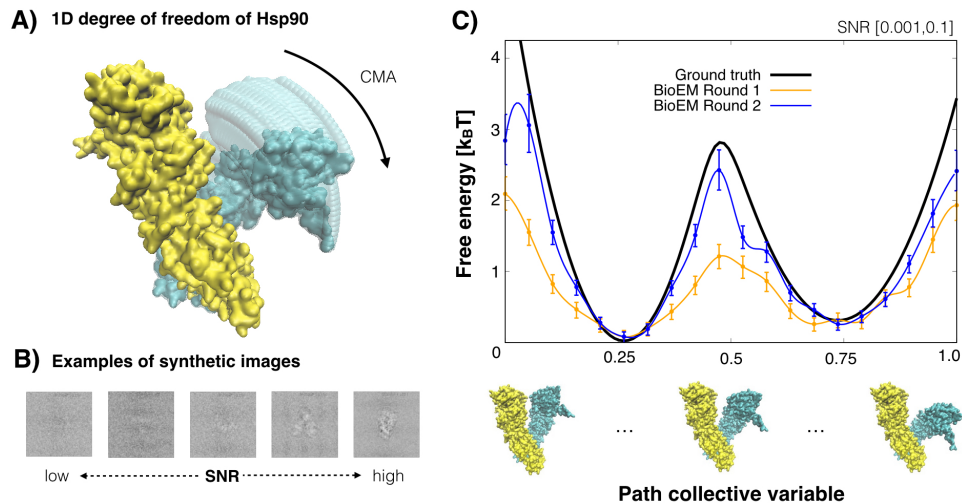 A) 1D degree of freedom of Hsp90
CMA
B) Examples of synthetic images
low SNR high
C)
SNR [0.001,0.1]
Ground truth
BioEM Round 1
BioEM Round 2
Free energy [kBT]
4
3
2
1
0
0 0.25 0.5 0.75 1.0
... ...
Path collective variable